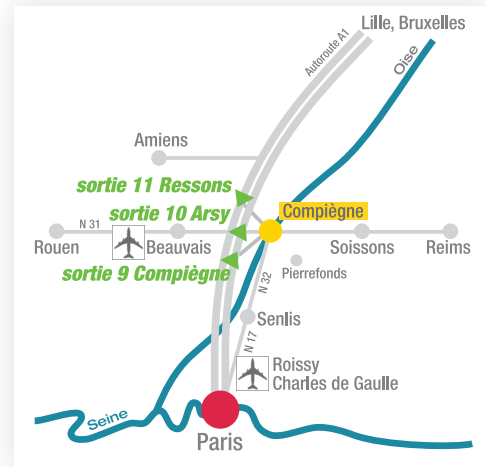 Lille, Bruxelles
Autoroute A1
Oise
Amiens
sortie 11 Ressons
sortie 10 Arsy
Compiègne
N 31
Rouen
Beauvais
Soissons
Reims
sortie 9 Compiègne
Pierrefonds
N 32
Senlis
N 17
Roissy
Charles de Gaulle
Seine
Paris